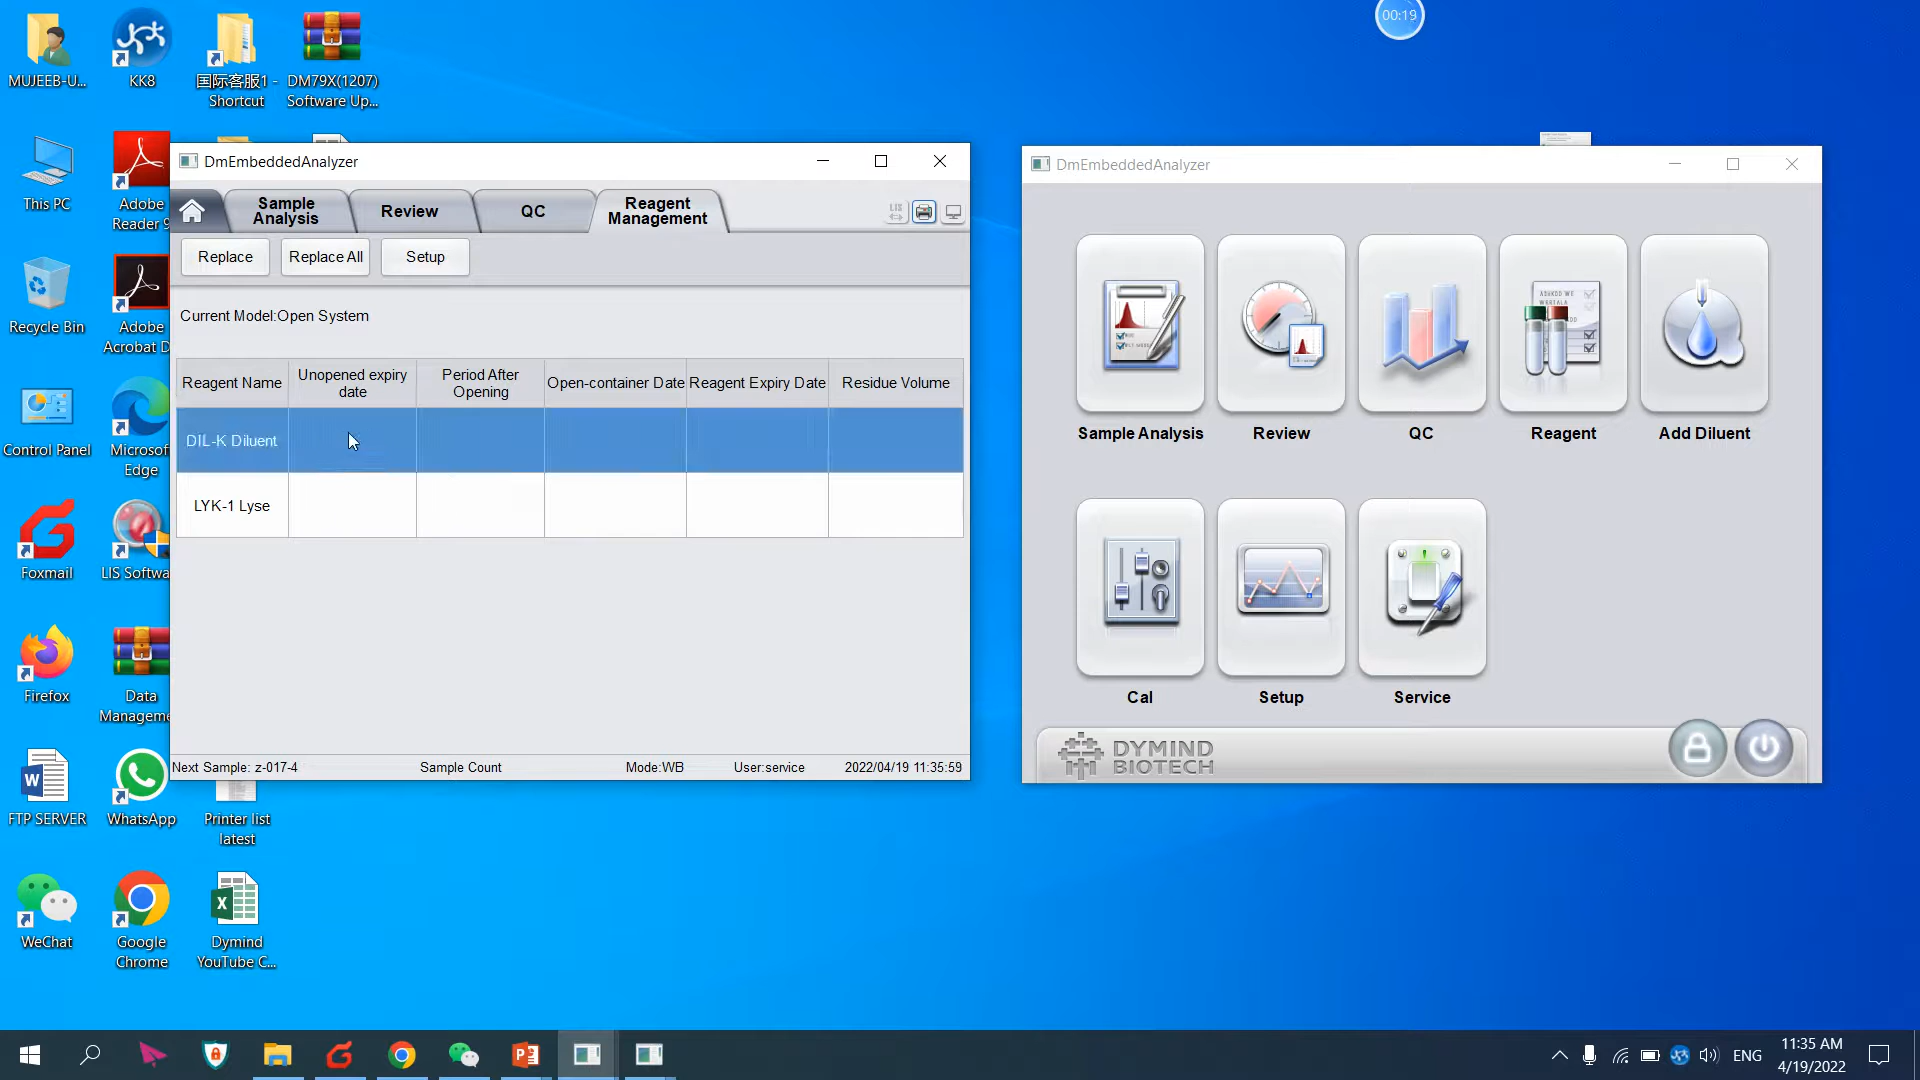 00:19
MUJEEB-U...
KK8
国际客服1 -
Shortcut
DM79X(1207)
Software Up...
This PC
Adobe
Reader 9
Recycle Bin
Adobe
Acrobat D
Control Panel
Microsof
Edge
Foxmail
LIS Softwa
Firefox
Data
Manageme
FTP SERVER
WhatsApp
Printer list
latest
WeChat
Google
Chrome
Dymind
YouTube C...
DmEmbeddedAnalyzer
Sample
Analysis
Review
QC
Reagent
Management
LIS
Replace
Replace All
Setup
Current Model:Open System
Reagent Name
Unopened expiry
date
Period After
Opening
Open-container Date
Reagent Expiry Date
Residue Volume
DIL-K Diluent
LYK-1 Lyse
Next Sample: z-017-4
Sample Count
Mode:WB
User:service
2022/04/19 11:35:59
DmEmbeddedAnalyzer
Sample Analysis
Review
QC
Reagent
Add Diluent
Cal
Setup
Service
DYMIND
BIOTECH
ENG
11:35 AM
4/19/2022